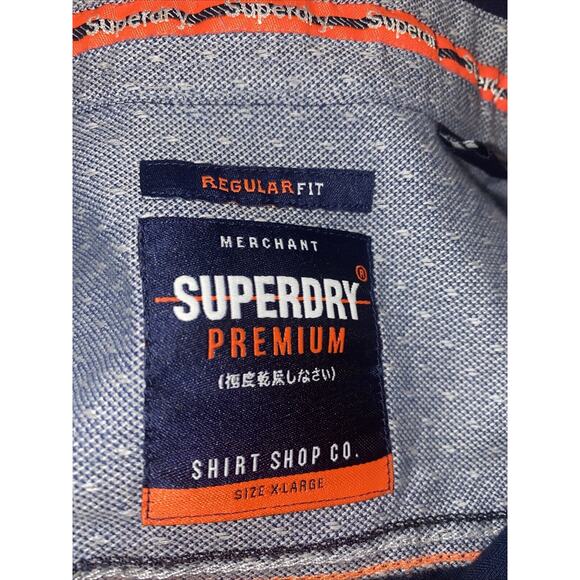 Superdry Superdry Superdry
REGULAR FIT
MERCHANT
SUPERDRY®
PREMIUM
(極度乾燥しなさい)
SHIRT SHOP CO.
SIZE X-LARGE